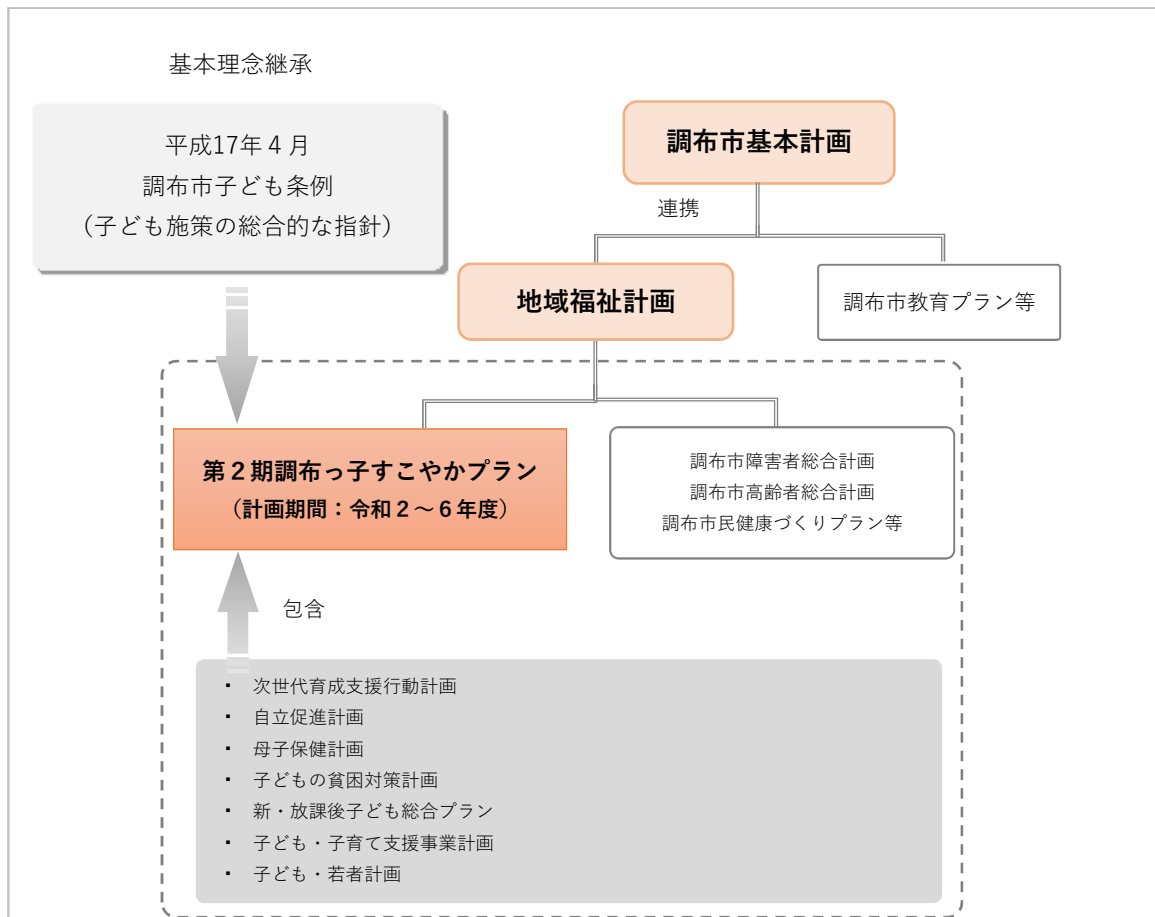 基本理念継承
平成17年４月
調布市子ども条例
（子ども施策の総合的な指針）
調布市基本計画
連携
地域福祉計画
調布市教育プラン等
第２期調布っ子すこやかプラン
（計画期間：令和２～６年度）
調布市障害者総合計画
調布市高齢者総合計画
調布市民健康づくりプラン等
包含
▪ 次世代育成支援行動計画
▪ 自立促進計画
▪ 母子保健計画
▪ 子どもの貧困対策計画
▪ 新・放課後子ども総合プラン
▪ 子ども・子育て支援事業計画
▪ 子ども・若者計画